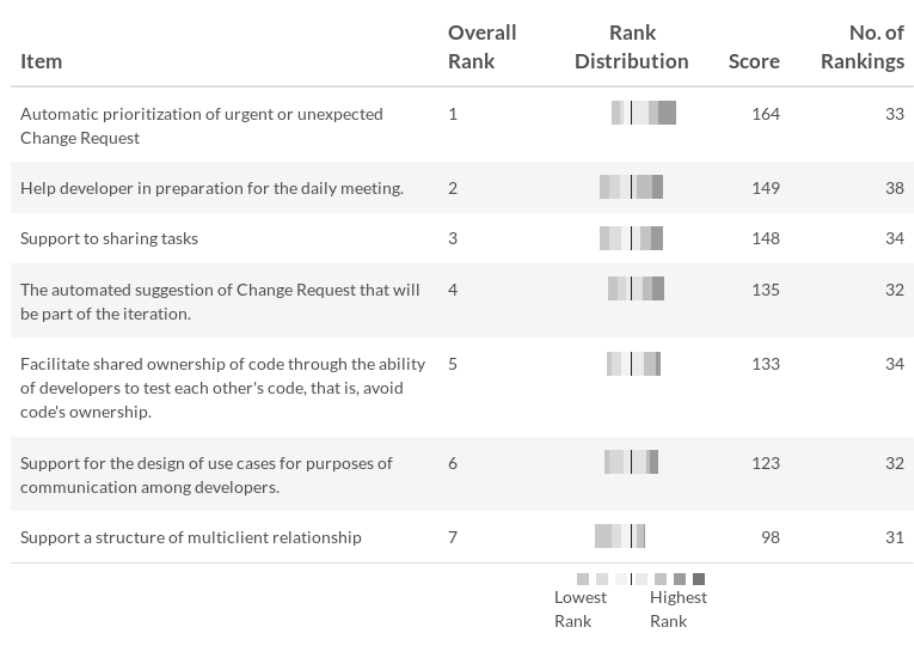 Item Overall Rank Rank Distribution Score No. of Rankings
Automatic prioritization of urgent or unexpected 1 164 33
Change Request
Help developer in preparation for the daily meeting. 2 149 38
Support to sharing tasks 3 148 34
The automated suggestion of Change Request that will 4 135 32
be part of the iteration.
Facilitate shared ownership of code through the ability 5 133 34
of developers to test each other's code, that is, avoid
code's ownership.
Support for the design of use cases for purposes of 6 123 32
communication among developers.
Support a structure of multiclient relationship 7 98 31
Lowest Rank Highest Rank